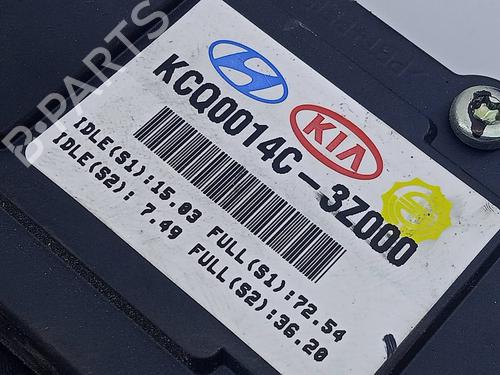 KIA
KCQ0014C-3Z000
IDLE(S1):15.03 FULL(S1):72.54
IDLE(S2): 7.49 FULL(S2):36.20
B-PARTS